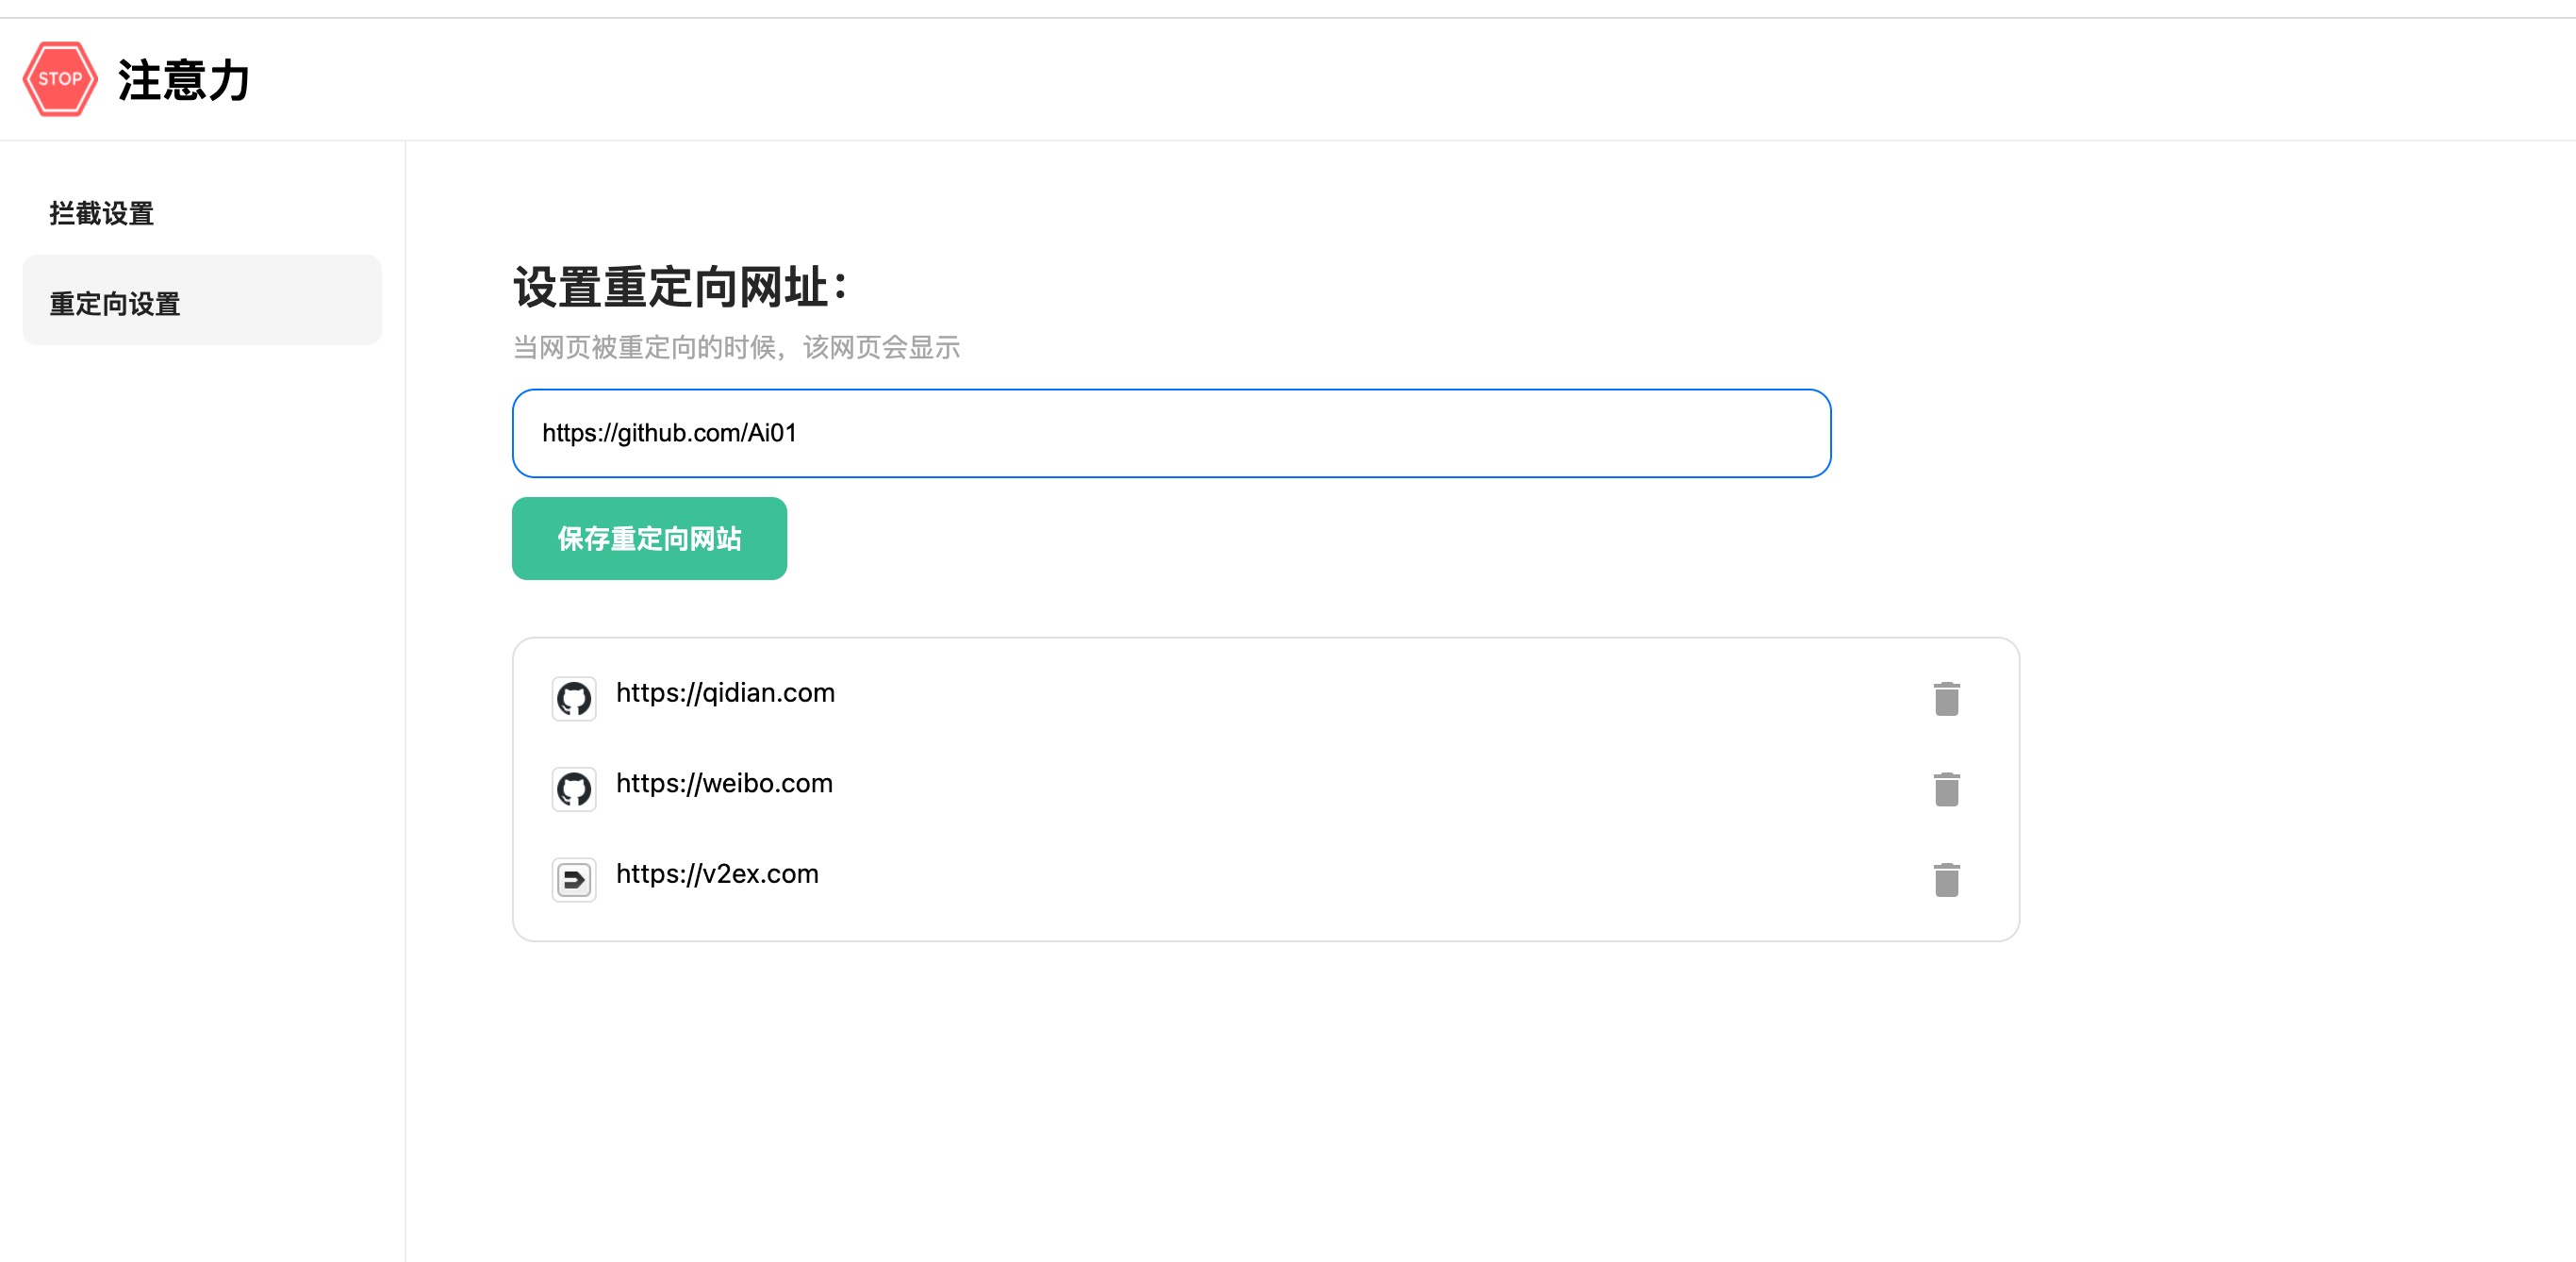 STOP
注意力
拦截设置
重定向设置
设置重定向网址：
当网页被重定向的时候，该网页会显示
https://github.com/Ai01
保存重定向网站
https://qidian.com
https://weibo.com
https://v2ex.com